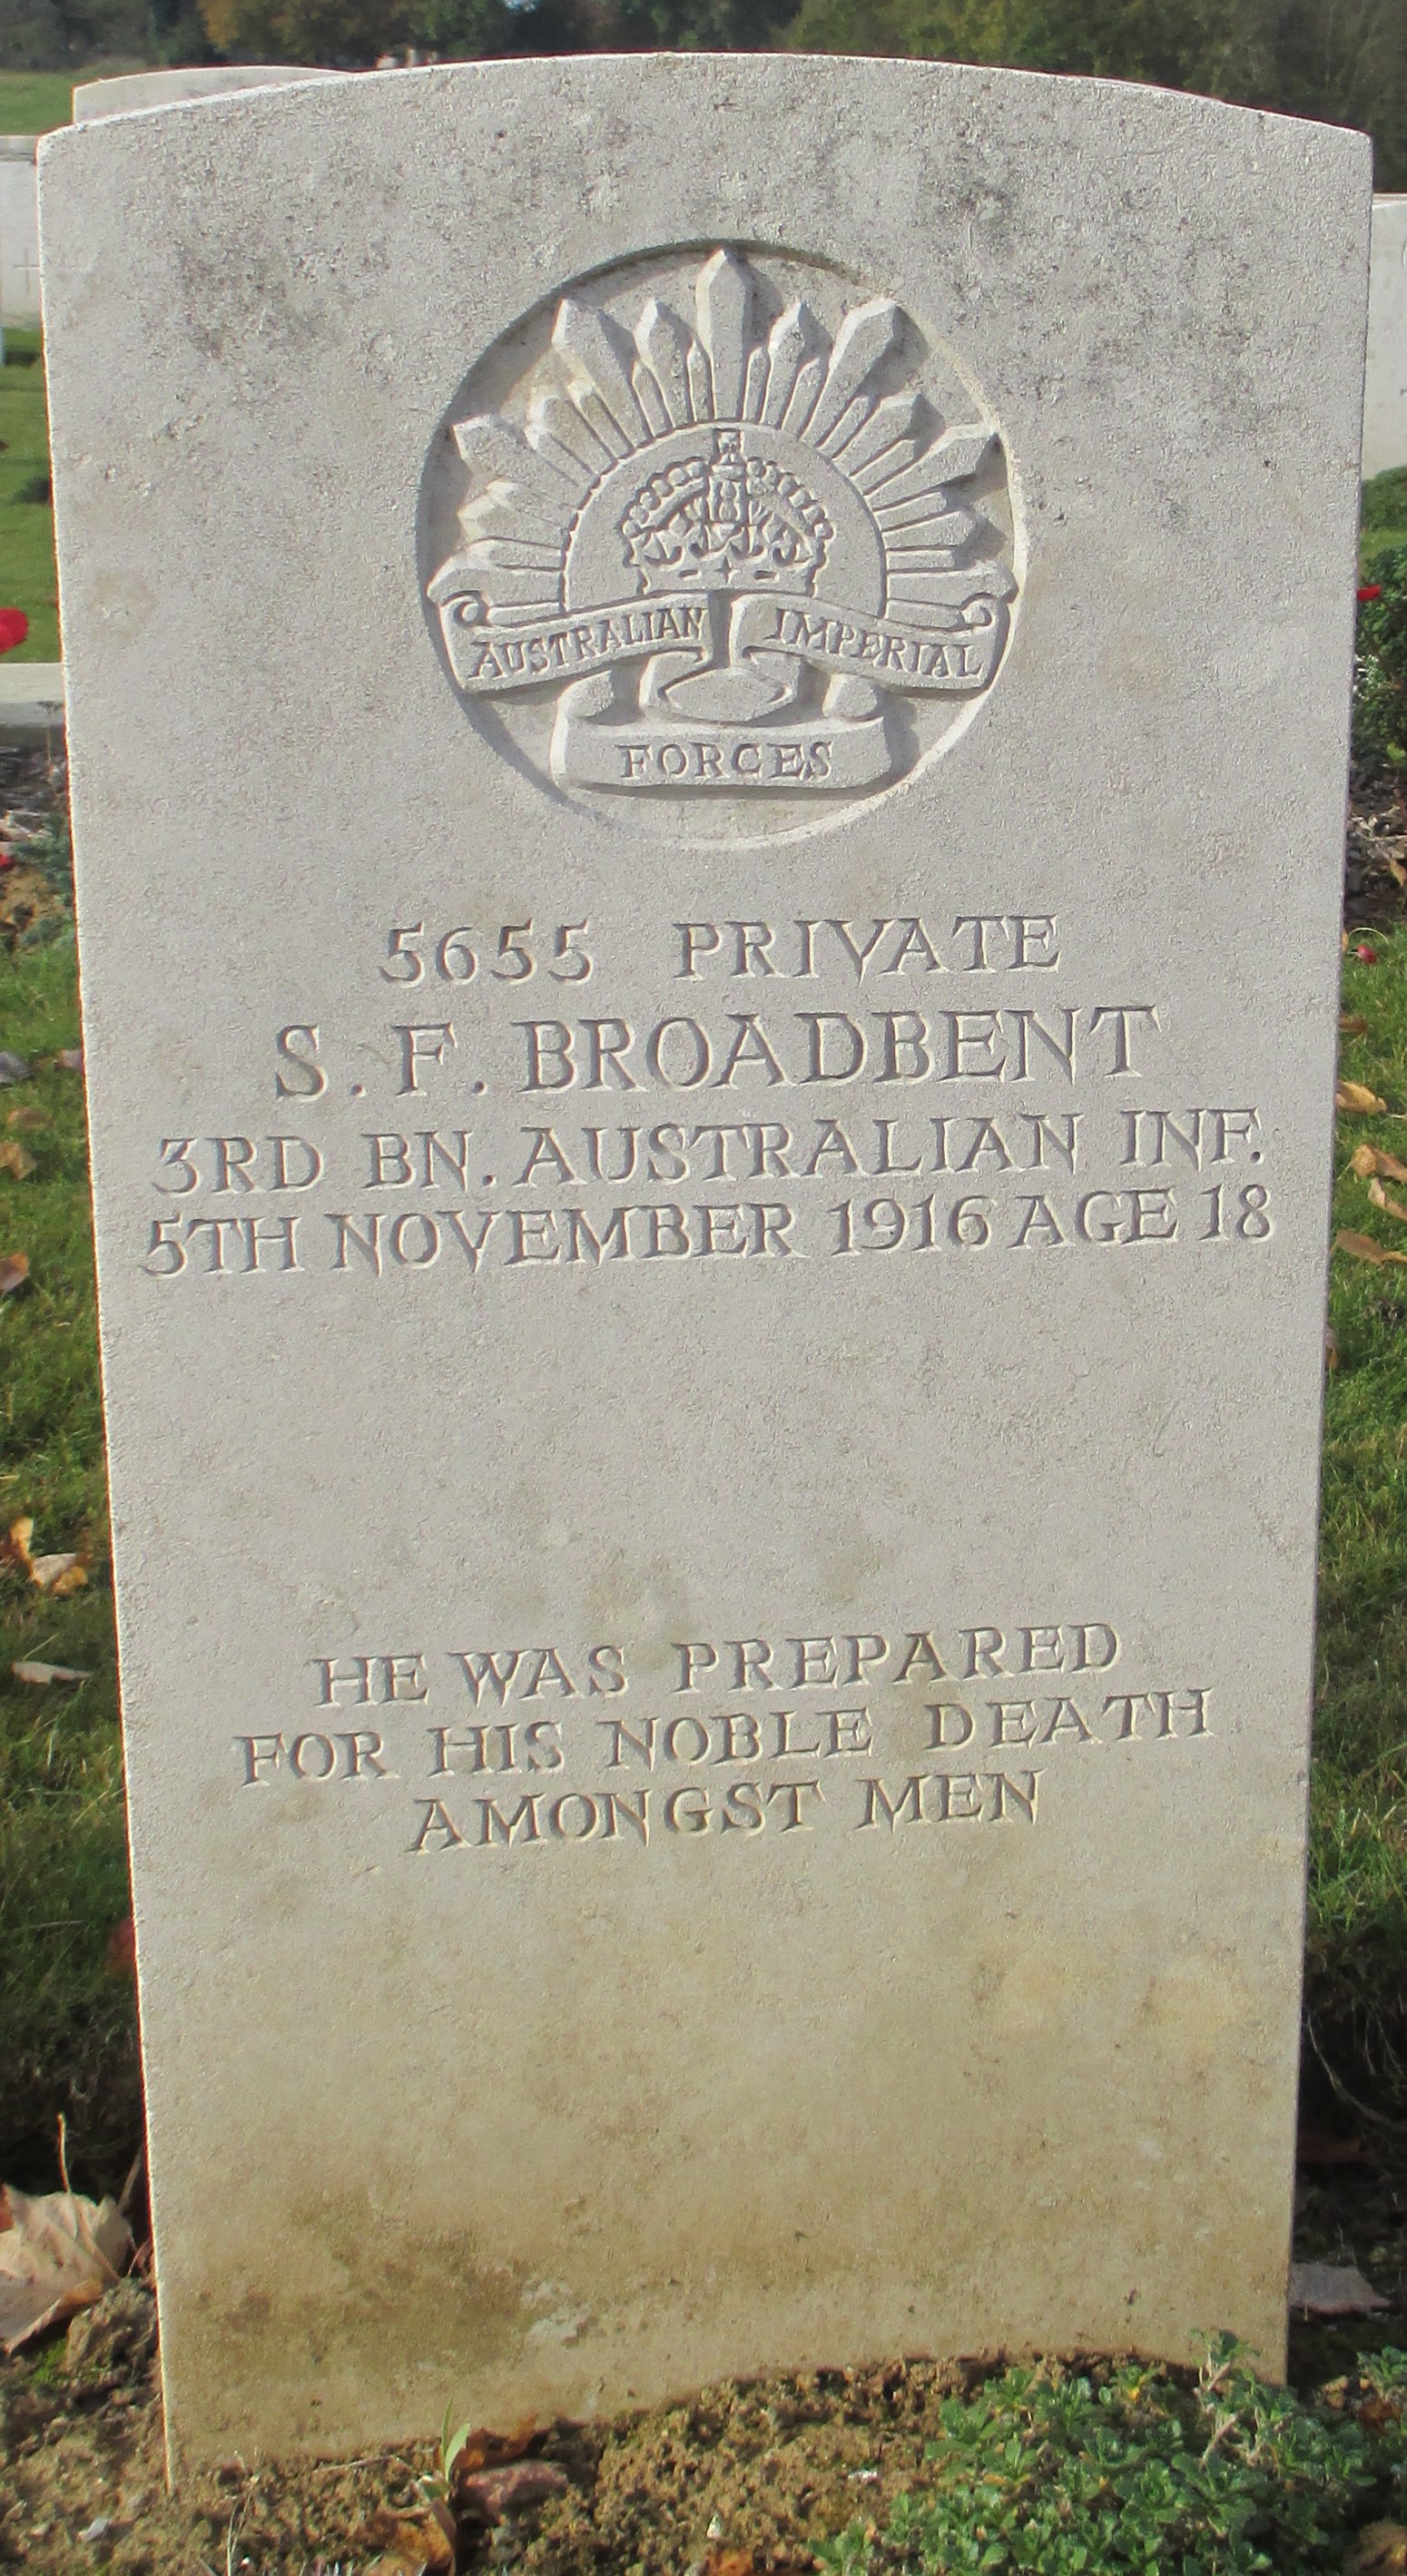 AUSTRALIAN IMPERIAL
FORCES
5655 PRIVATE
S. F. BROADBENT
3RD BN. AUSTRALIAN INF.
5TH NOVEMBER 1916 AGE 18
HE WAS PREPARED
FOR HIS NOBLE DEATH
AMONGST MEN